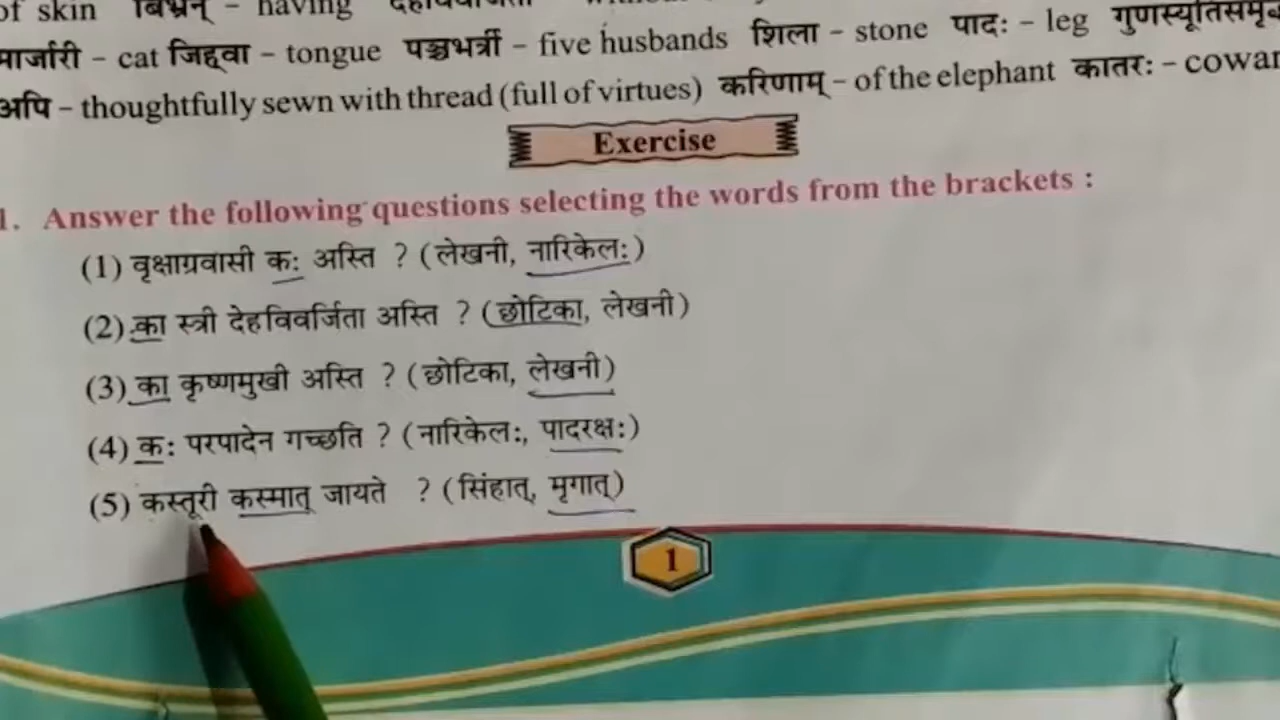 of skin बिभ्रन् – having
मार्जारी – cat जिह्वा – tongue पञ्चभर्त्री – five husbands शिला – stone पादः – leg
अपि – thoughtfully sewn with thread (full of virtues) करिणाम् – of the elephant कातरः –
Exercise
1. Answer the following questions selecting the words from the brackets :
(1) वृक्षाग्रवासी कः अस्ति ? (लेखनी, नारिकेलः)
(2) का स्त्री देहविवर्जिता अस्ति ? (छोटिका, लेखनी)
(3) का कृष्णमुखी अस्ति ? (छोटिका, लेखनी)
(4) कः परपादेन गच्छति ? (नारिकेलः, पादरक्षः)
(5) कस्तूरी कस्मात् जायते ? (सिंहात्, मृगात्)
1